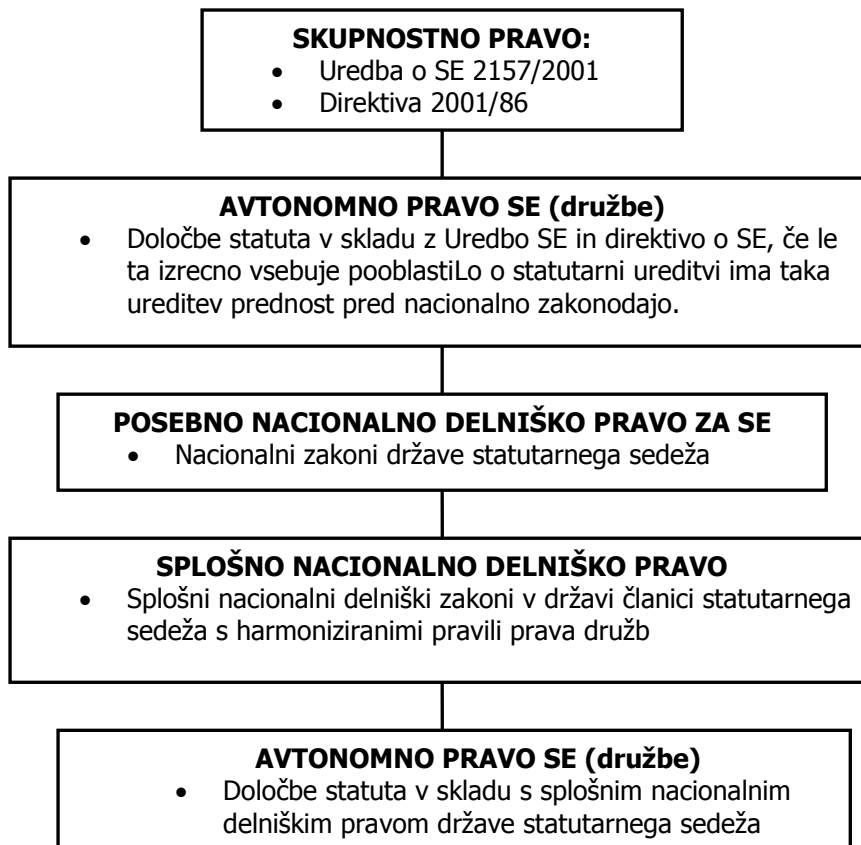 SKUPNOSTNO PRAVO:
• Uredba o SE 2157/2001
• Direktiva 2001/86
AVTONOMNO PRAVO SE (družbe)
• Določbe statuta v skladu z Uredbo SE in direktivo o SE, če le
ta izrecno vsebuje pooblastiLo o statutarni ureditvi ima taka
ureditev prednost pred nacionalno zakonodajo.
POSEBNO NACIONALNO DELNIŠKO PRAVO ZA SE
• Nacionalni zakoni države statutarnega sedeža
SPLOŠNO NACIONALNO DELNIŠKO PRAVO
• Splošni nacionalni delniški zakoni v državi članici statutarnega
sedeža s harmoniziranimi pravili prava družb
AVTONOMNO PRAVO SE (družbe)
• Določbe statuta v skladu s splošnim nacionalnim
delniškim pravom države statutarnega sedeža